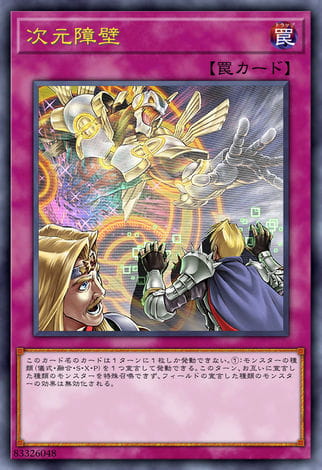 次元障壁
トラップ
罠
【罠カード】
このカード名のカードは1ターンに1枚しか発動できない。①:モンスターの種
類(儀式・融合・S・X・P)を1つ宣言して発動できる。このターン、お互いに宣言し
た種類のモンスターを特殊召喚できず、フィールドの宣言した種類のモンスター
の効果は無効化される。
83326048